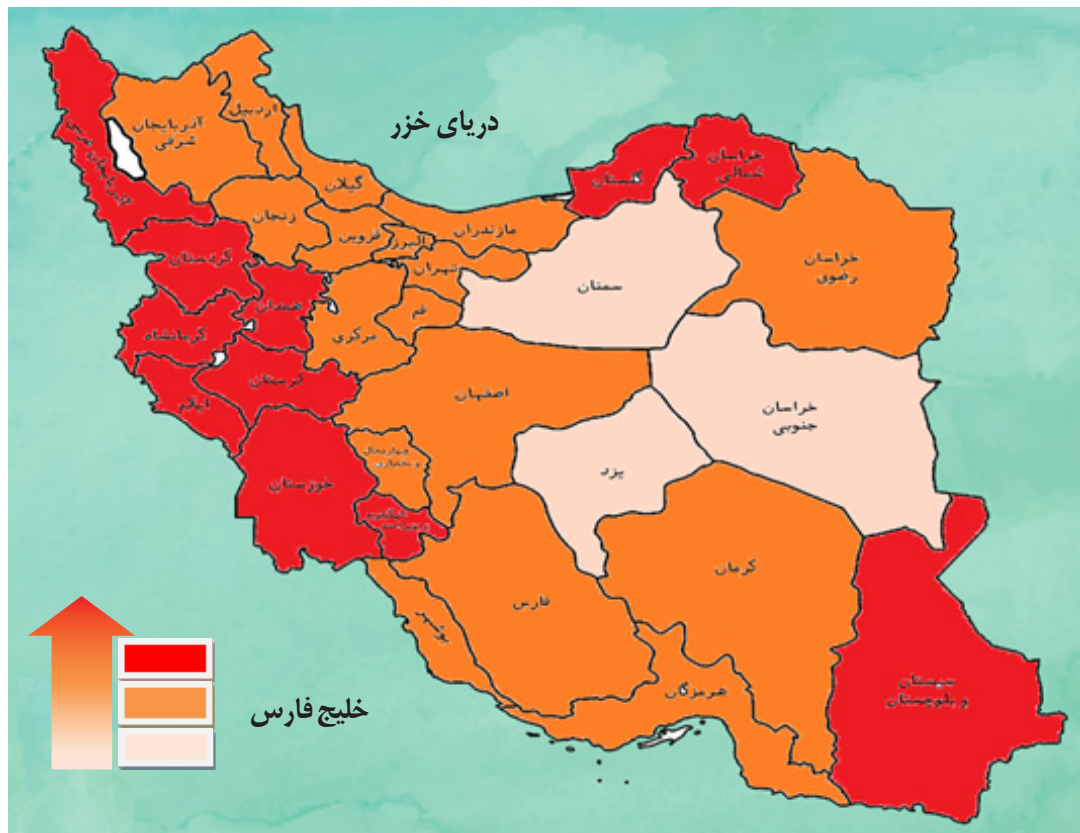 دریای خزر
اردبیل
آذربایجان
شرقی
گیلان
زنجان
قزوین
البرز
مازندران
تهران
گلستان
خراسان
شمالی
خراسان
رضوی
سمنان
کردستان
همدان
کرمانشاه
مرکزی
قم
لرستان
ایلام
اصفهان
خراسان
جنوبی
یزد
خوزستان
کرمان
فارس
بوشهر
هرمزگان
سیستان
و بلوچستان
خلیج فارس